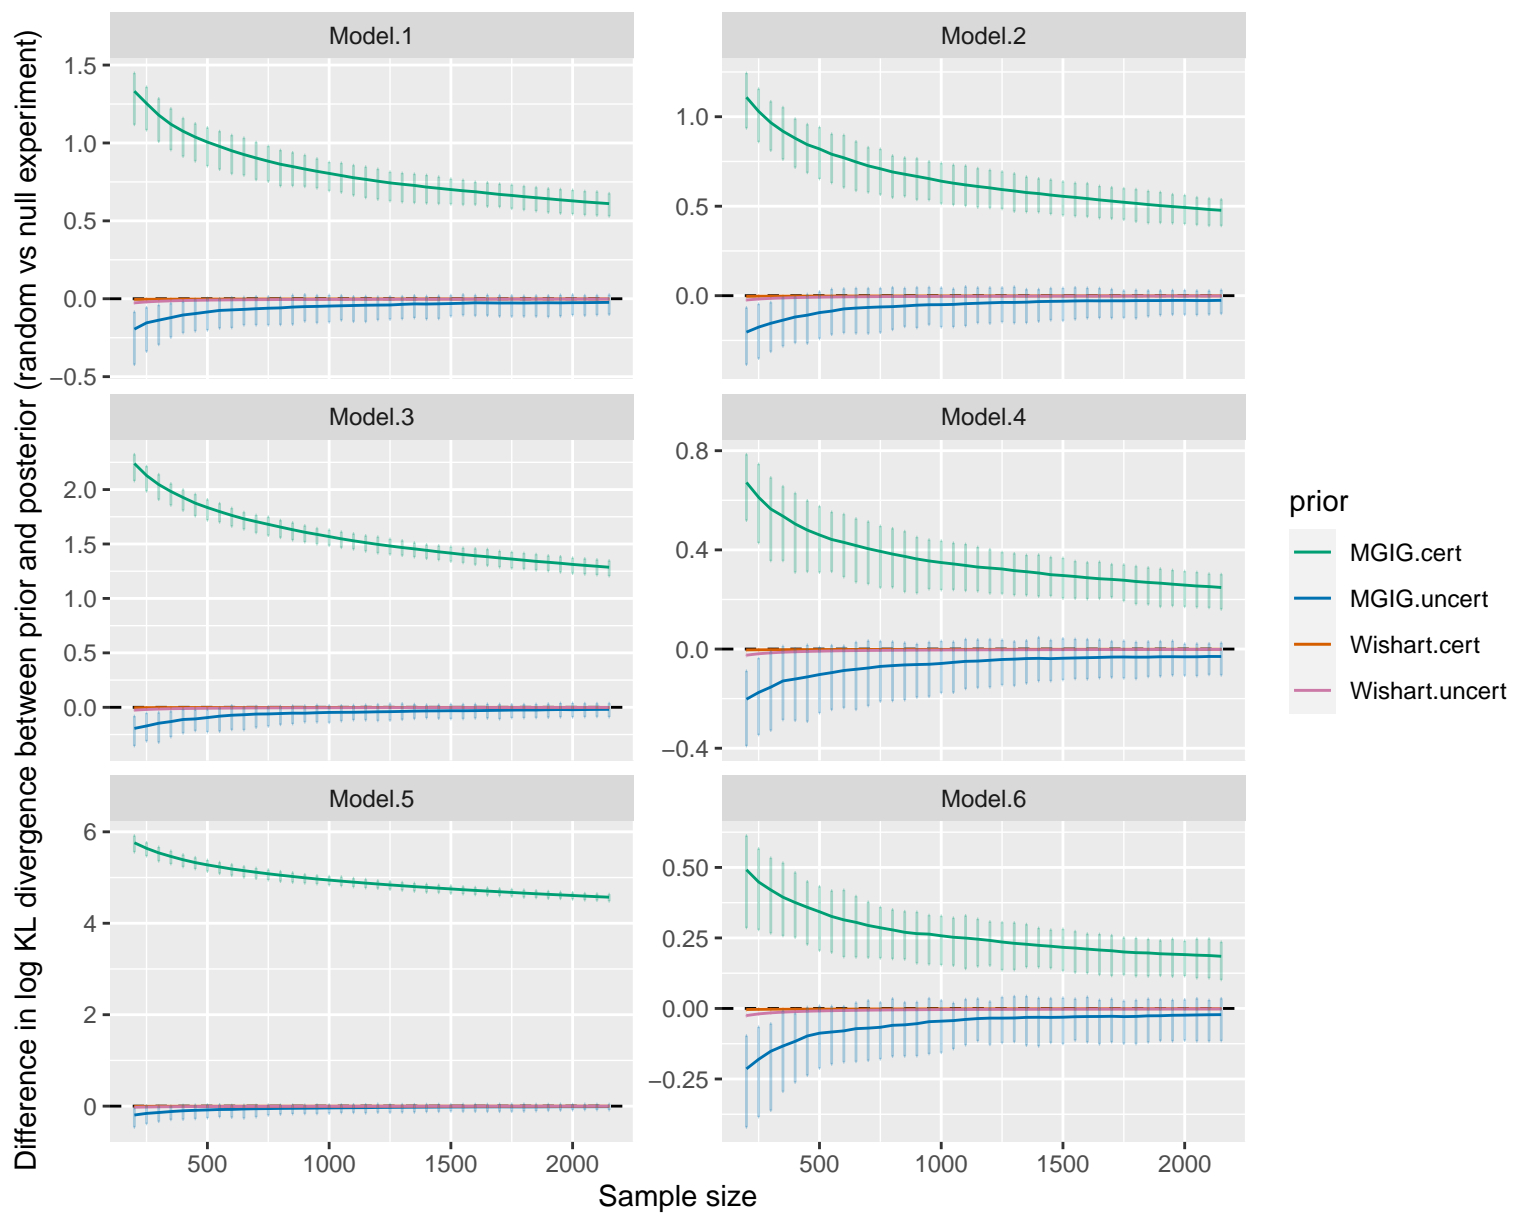 Difference in log KL divergence between prior and posterior (random vs null experiment)
Model.1
1.5
1.0
0.5
0.0
−0.5
Model.2
1.0
0.5
0.0
Model.3
2.0
1.5
1.0
0.5
0.0
Model.4
0.8
0.4
0.0
−0.4
Model.5
6
4
2
0
500 1000 1500 2000
Model.6
0.50
0.25
0.00
−0.25
500 1000 1500 2000
Sample size
prior
MGIG.cert
MGIG.uncert
Wishart.cert
Wishart.uncert